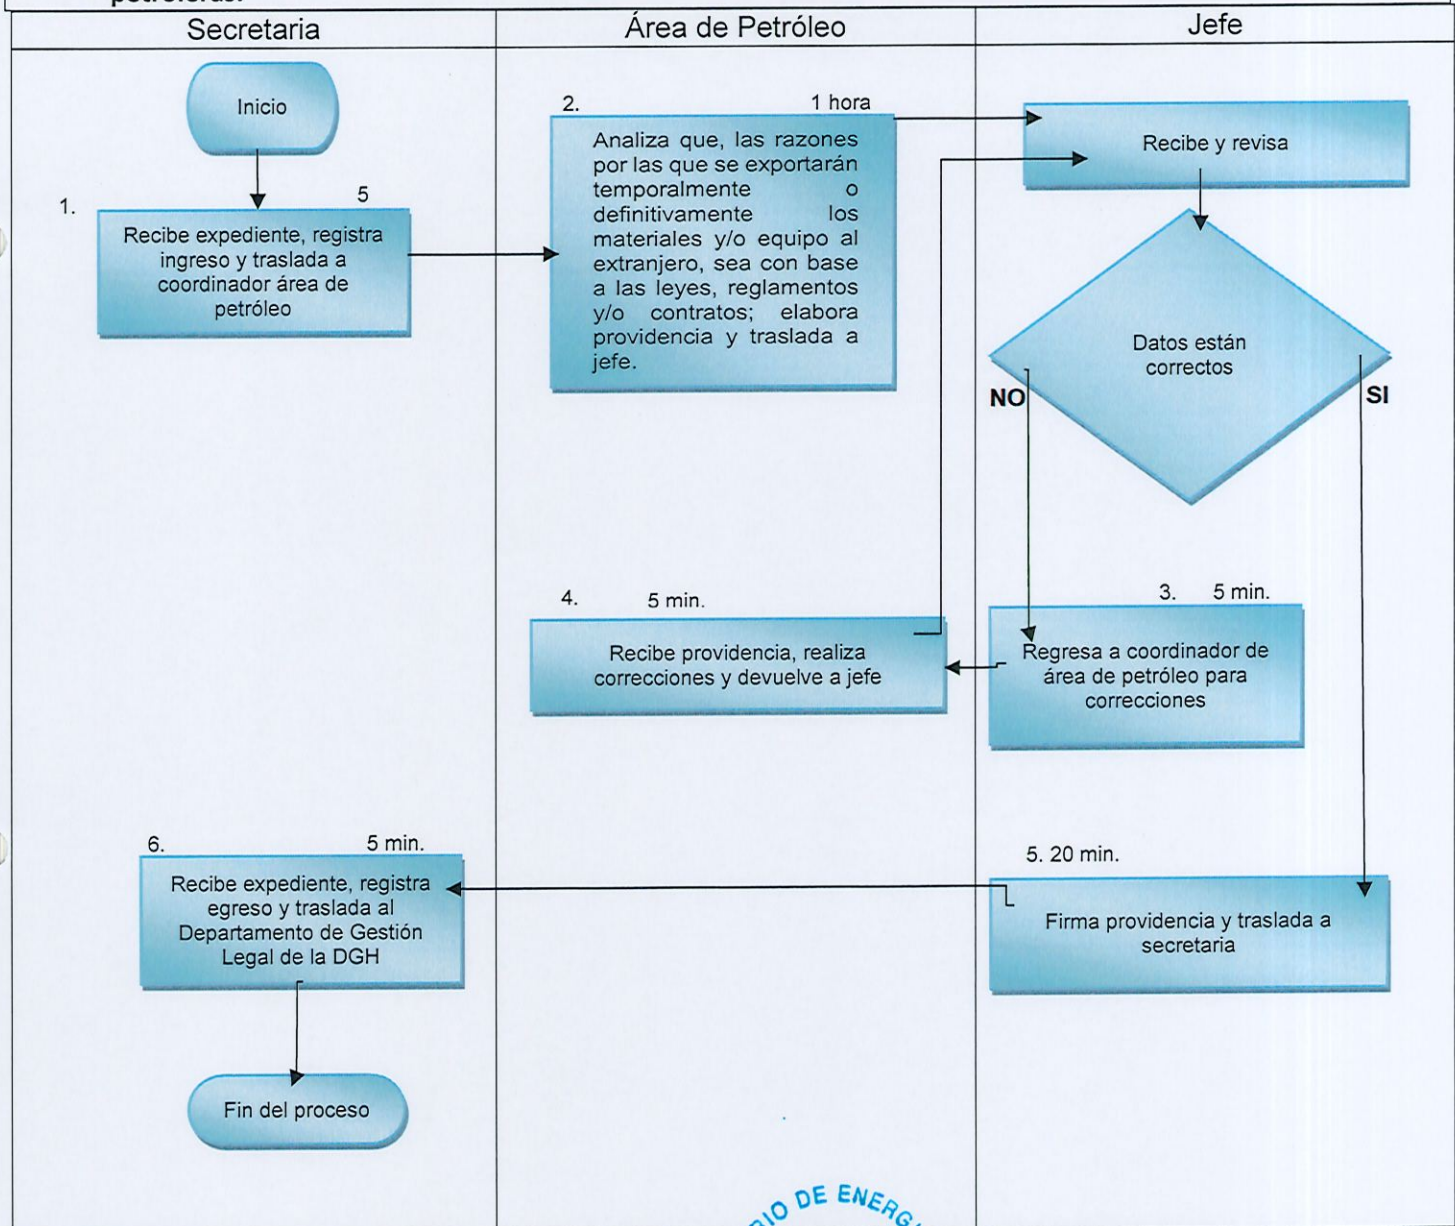 petroleras.
Secretaria
Área de Petróleo
Jefe
Inicio
1.
5
Recibe expediente, registra
ingreso y traslada a
coordinador área de
petróleo
2.
1 hora
Analiza que, las razones
por las que se exportarán
temporalmente o
definitivamente los
materiales y/o equipo al
extranjero, sea con base
a las leyes, reglamentos
y/o contratos; elabora
providencia y traslada a
jefe.
Recibe y revisa
Datos están
correctos
NO
SI
3. 5 min.
Regresa a coordinador de
área de petróleo para
correcciones
4. 5 min.
Recibe providencia, realiza
correcciones y devuelve a jefe
5. 20 min.
Firma providencia y traslada a
secretaria
6. 5 min.
Recibe expediente, registra
egreso y traslada al
Departamento de Gestión
Legal de la DGH
Fin del proceso
DE